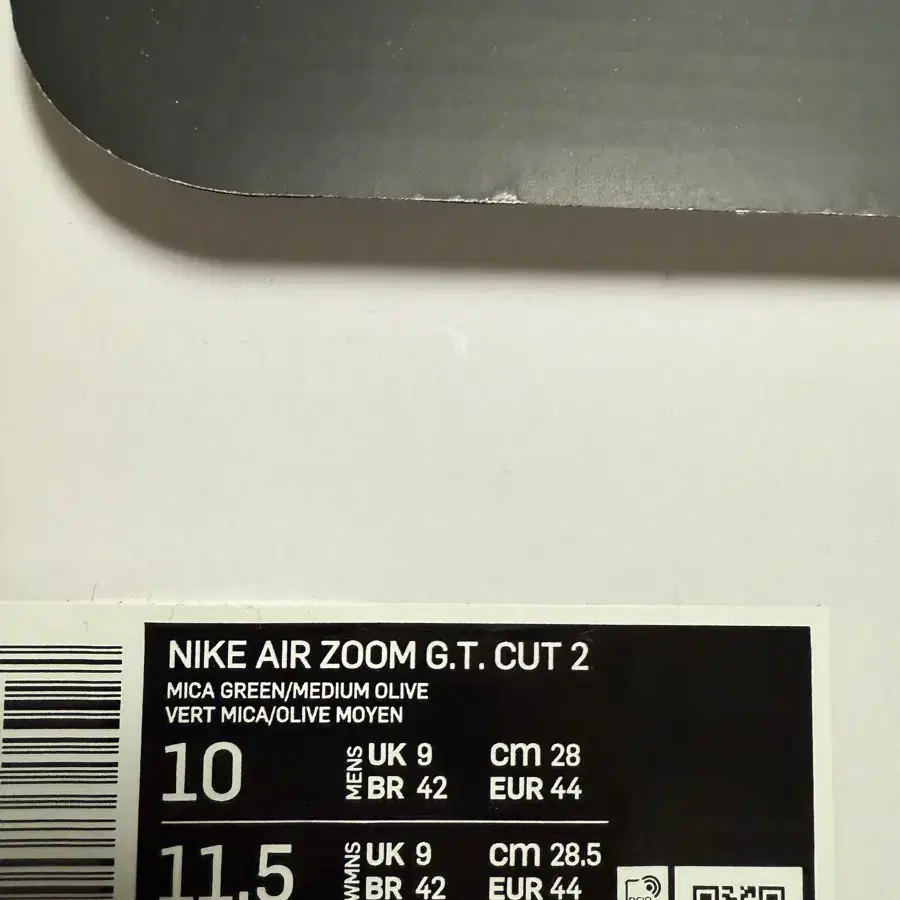 NIKE AIR ZOOM G.T. CUT 2
MICA GREEN/MEDIUM OLIVE
VERT MICA/OLIVE MOYEN
10 MENS UK 9 cm 28
BR 42 EUR 44
11.5 WMNS UK 9 cm 28.5
BR 42 EUR 44